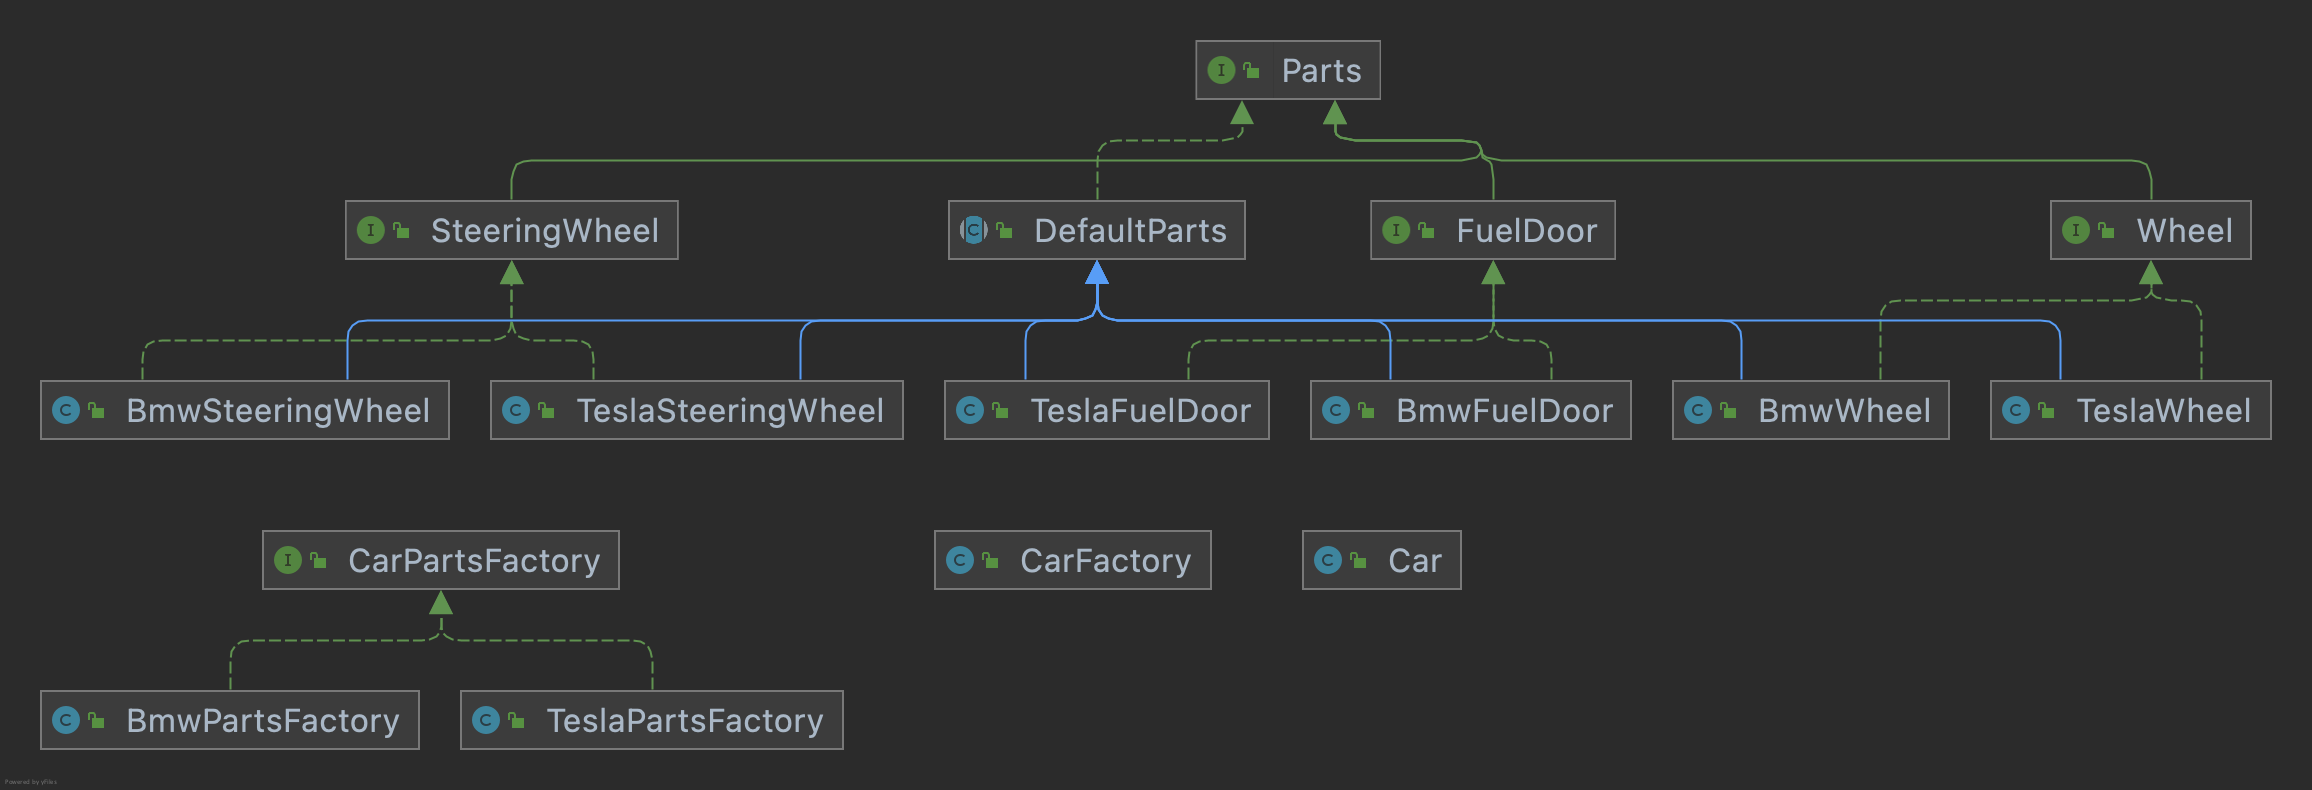 I Parts
I SteeringWheel
C DefaultParts
I FuelDoor
I Wheel
C BmwSteeringWheel
C TeslaSteeringWheel
C TeslaFuelDoor
C BmwFuelDoor
C BmwWheel
C TeslaWheel
I CarPartsFactory
C CarFactory
C Car
C BmwPartsFactory
C TeslaPartsFactory
Powered by yFiles